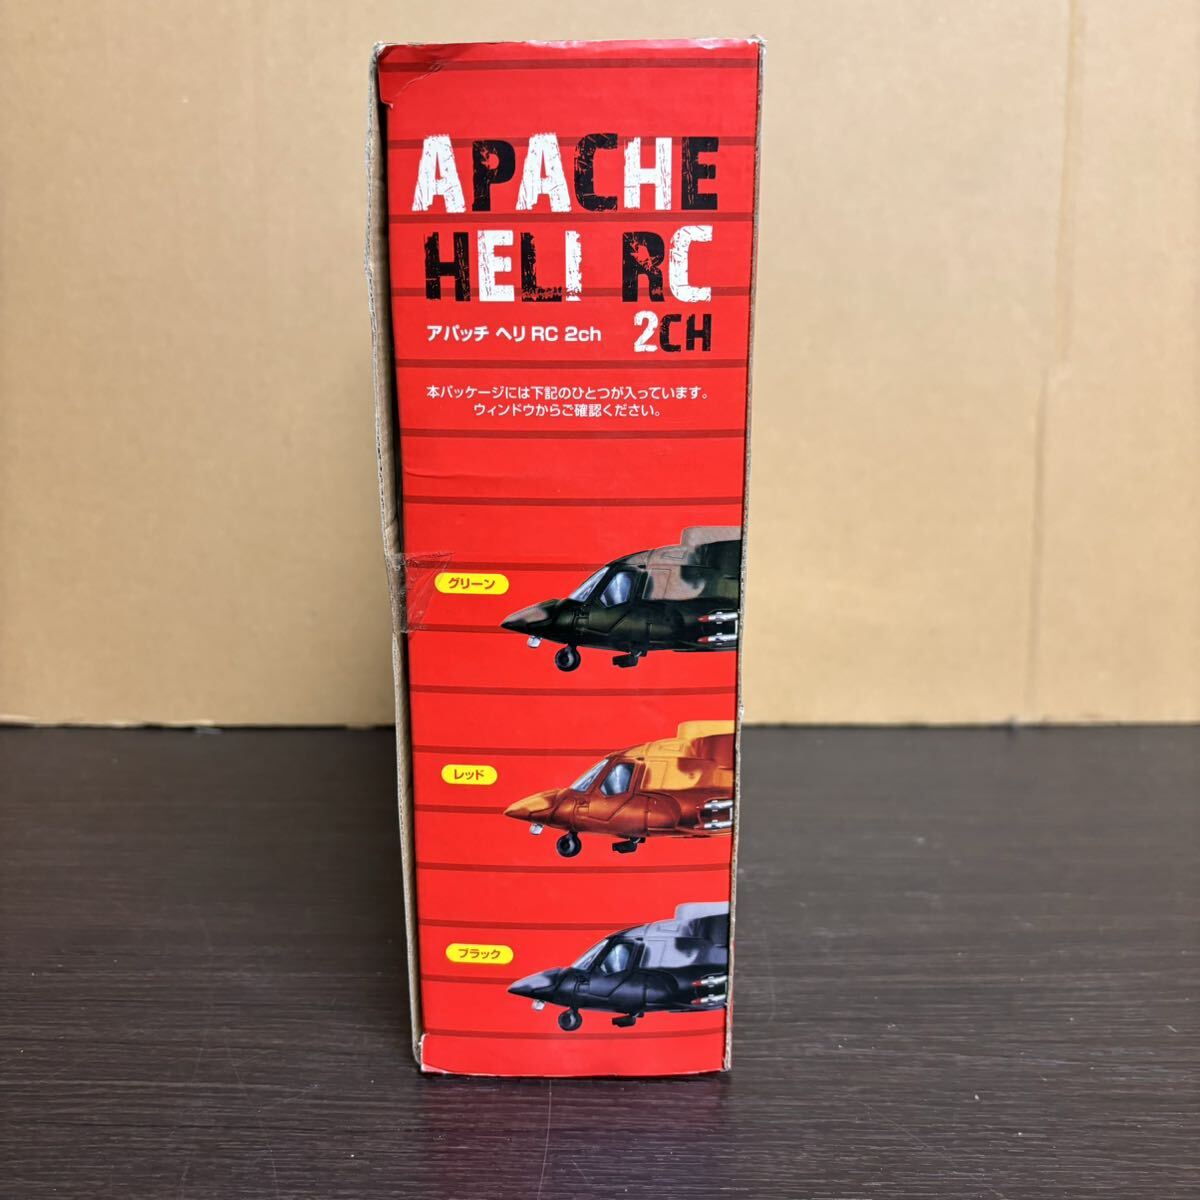 APACHE
HELI RC
アパッチ ヘリ RC 2ch
2CH
本パッケージには下記のひとつが入っています。
ウィンドウからご確認ください。
グリーン
レッド
ブラック